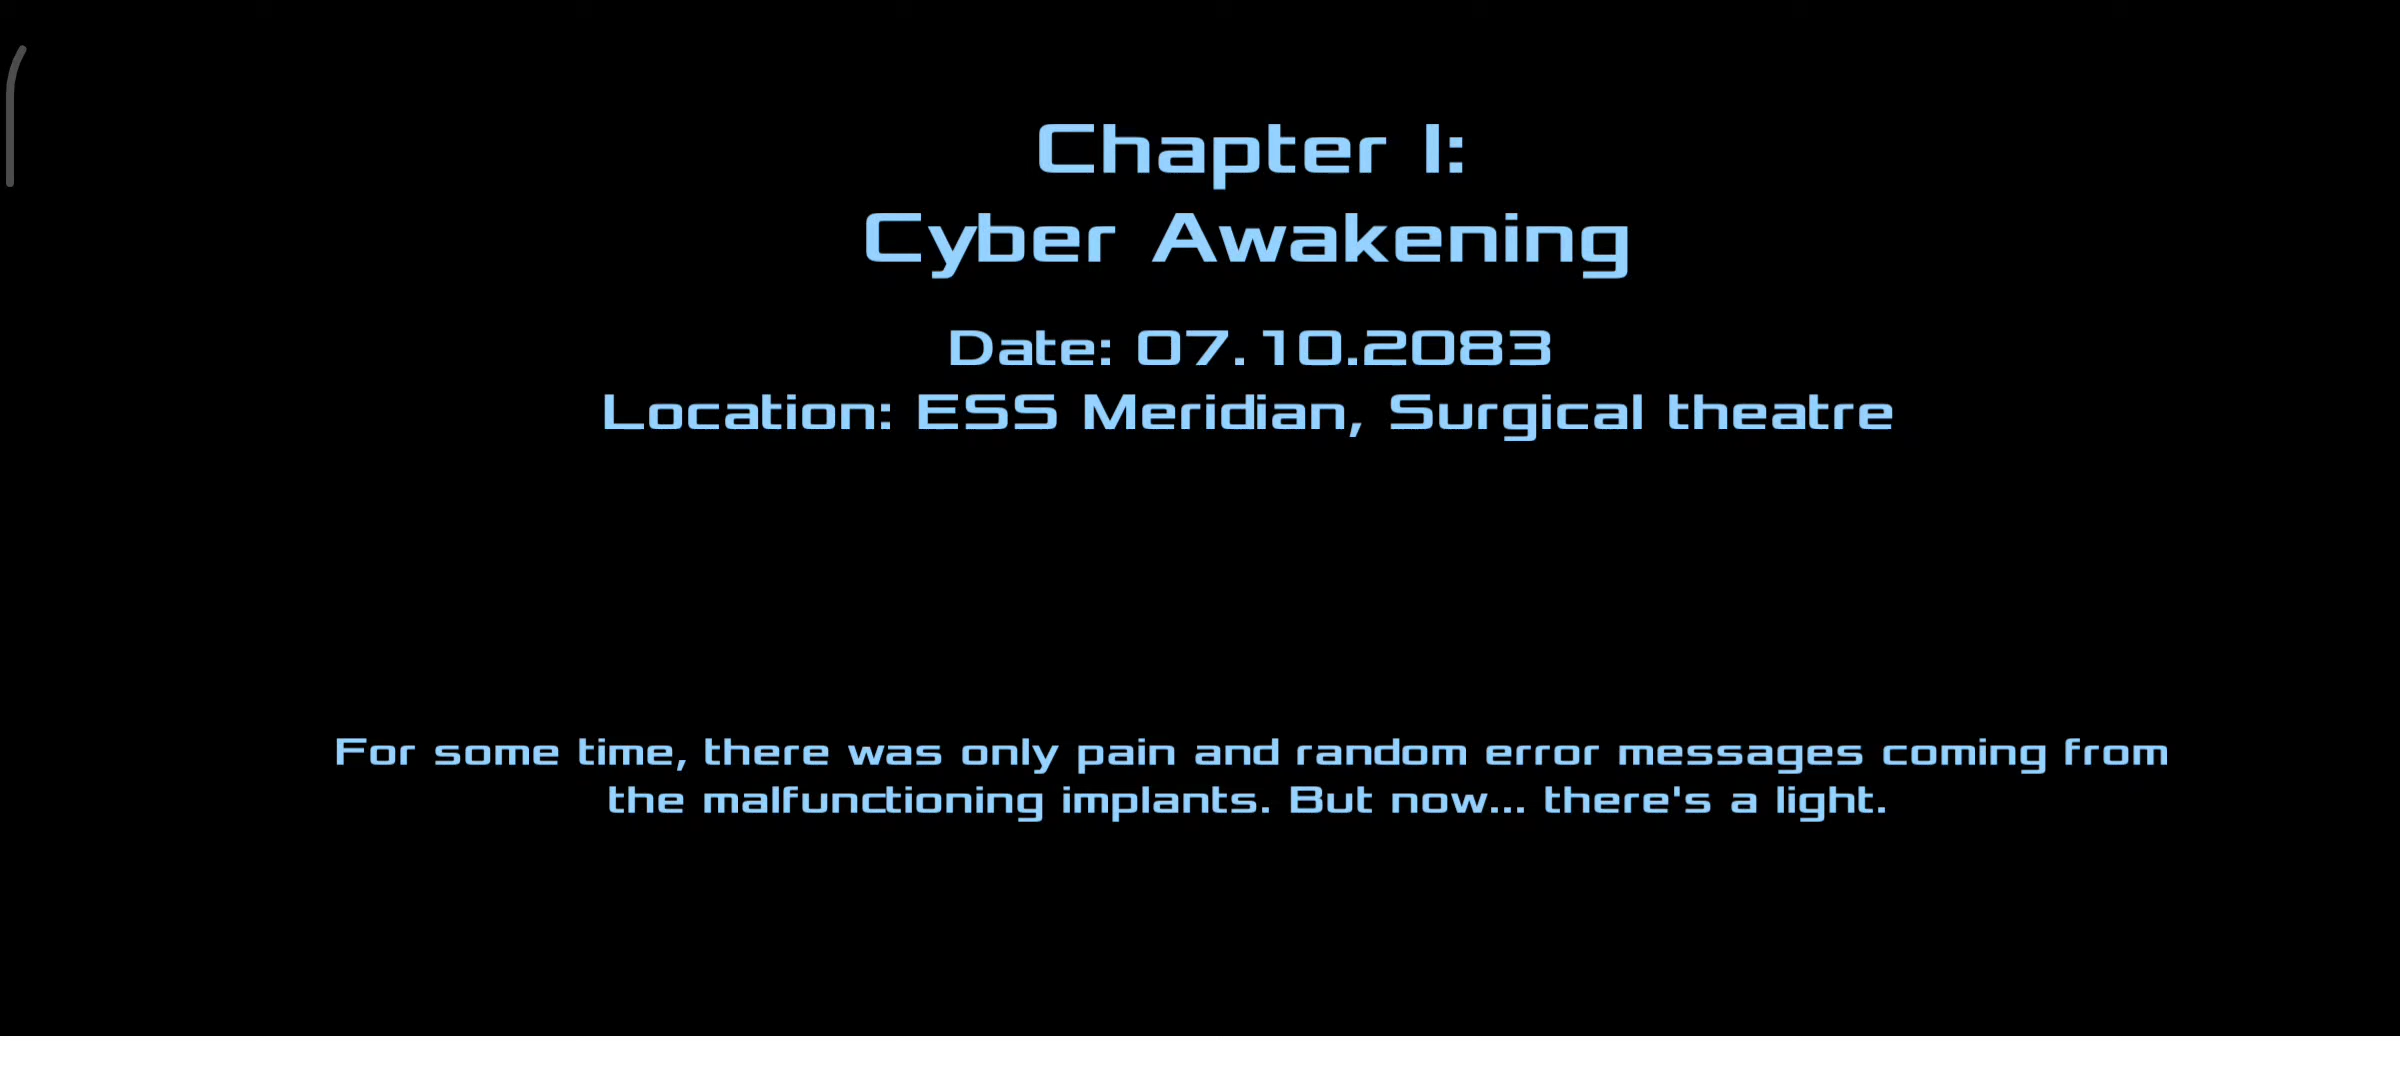 Chapter I:
Cyber Awakening
Date: 07.10.2083
Location: ESS Meridian, Surgical theatre
For some time, there was only pain and random error messages coming from
the malfunctioning implants. But now... there's a light.